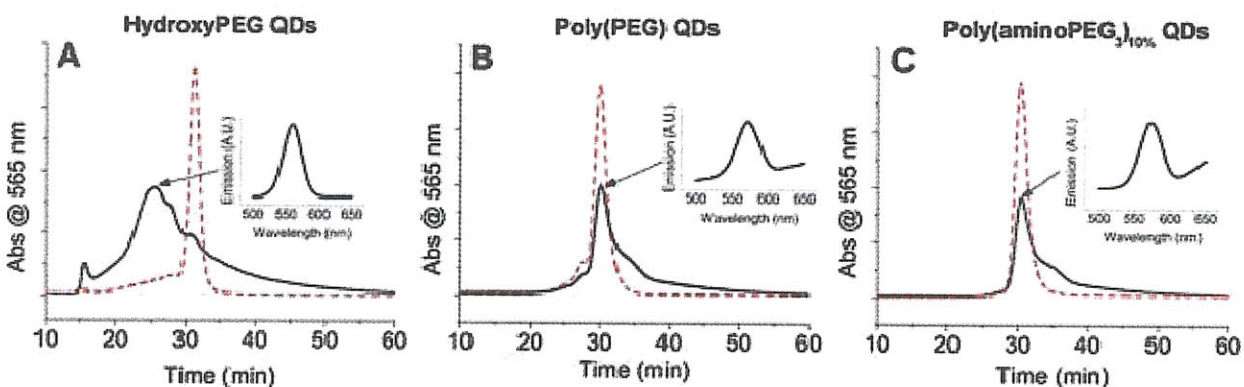 HydroxyPEG QDs
A
Abs @ 565 nm
10 20 30 40 50 60
Time (min)
Emission (A.U.)
500 550 600 650
Wavelength (nm)
Poly(PEG) QDs
B
Abs @ 565 nm
10 20 30 40 50 60
Time (min)
Emission (A.U.)
500 550 600 650
Wavelength (nm)
Poly(aminoPEG₃)₁₀% QDs
C
Abs @ 565 nm
10 20 30 40 50 60
Time (min)
Emission (A.U.)
500 550 600 650
Wavelength (nm)